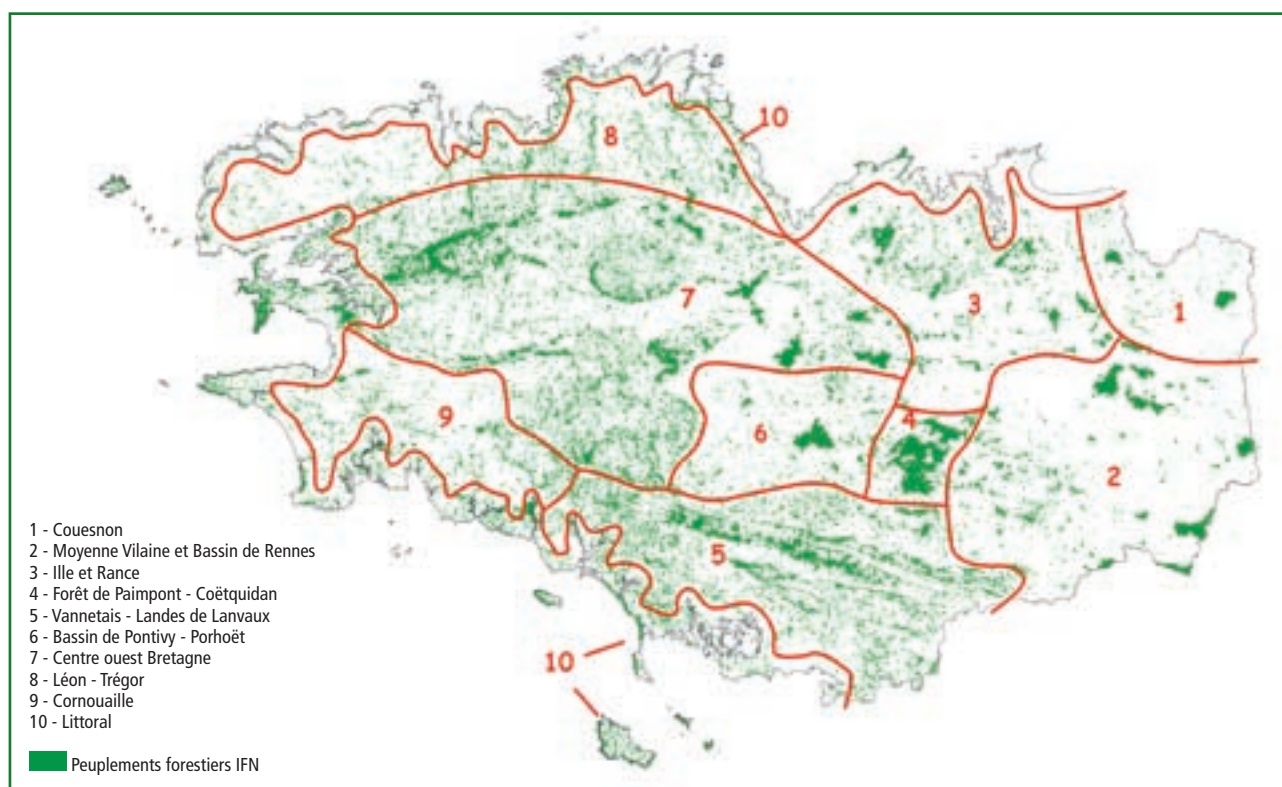 10
8
7
3
1
9
6
4
2
5
10
1 - Couesnon
2 - Moyenne Vilaine et Bassin de Rennes
3 - Ille et Rance
4 - Forêt de Paimpont - Coëtquidan
5 - Vannetais - Landes de Lanvaux
6 - Bassin de Pontivy - Porhoët
7 - Centre ouest Bretagne
8 - Léon - Trégor
9 - Cornouaille
10 - Littoral
Peuplements forestiers IFN